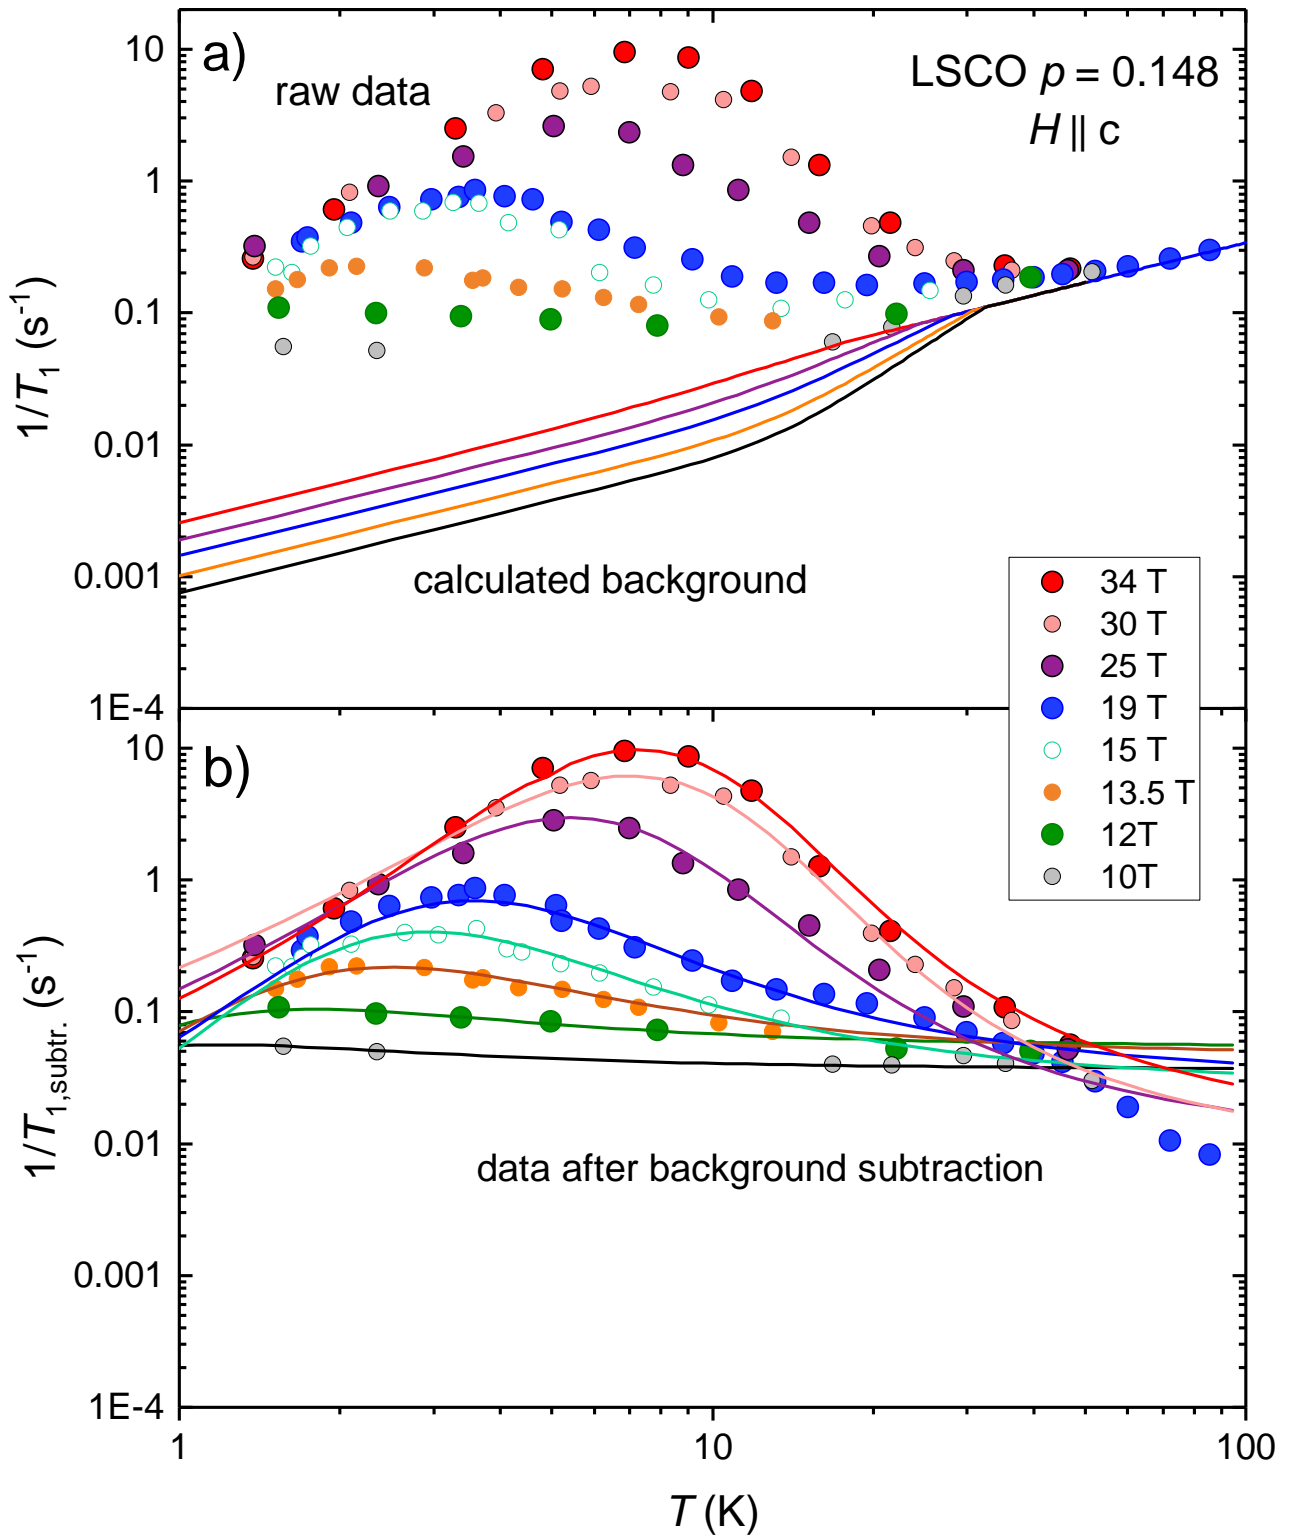 a)
raw data
LSCO p = 0.148
H || c
10
1
0.1
0.01
0.001
1E-4
1/T1 (s-1)
calculated background
34 T
30 T
25 T
19 T
15 T
13.5 T
12T
10T
b)
10
1
0.1
0.01
0.001
1E-4
1/T1,subtr. (s-1)
data after background subtraction
1
10
100
T (K)